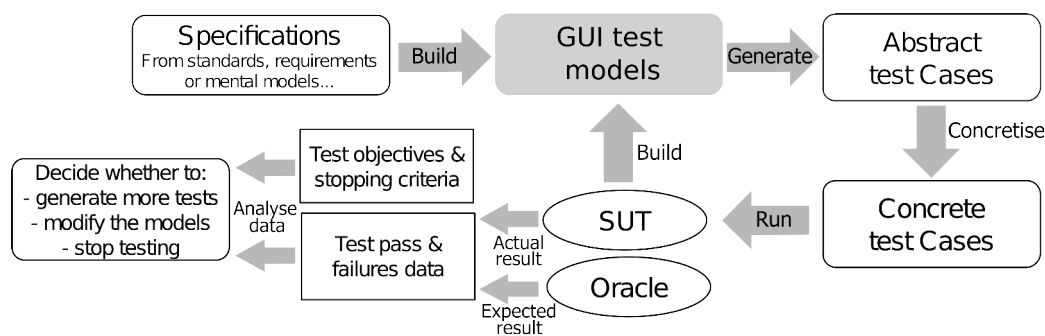 Specifications
From standards, requirements
or mental models...
Build
GUI test
models
Generate
Abstract
test Cases
Concretise
Build
Test objectives &
stopping criteria
Decide whether to:
- generate more tests
- modify the models
- stop testing
Analyse
data
Test pass &
failures data
Actual
result
SUT
Run
Concrete
test Cases
Oracle
Expected
result